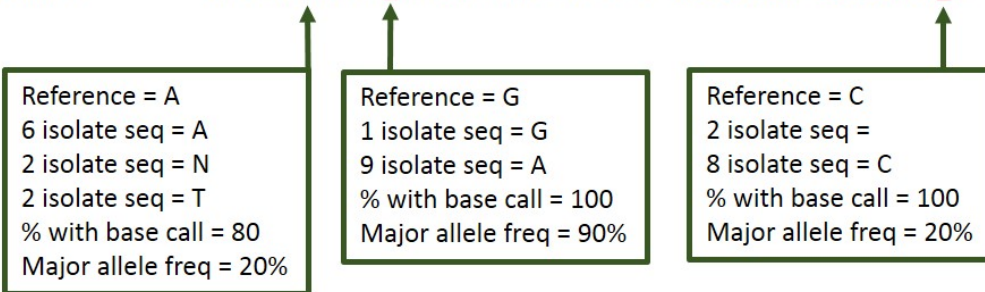 Reference = A
6 isolate seq = A
2 isolate seq = N
2 isolate seq = T
% with base call = 80
Major allele freq = 20%
Reference = G
1 isolate seq = G
9 isolate seq = A
% with base call = 100
Major allele freq = 90%
Reference = C
2 isolate seq =
8 isolate seq = C
% with base call = 100
Major allele freq = 20%